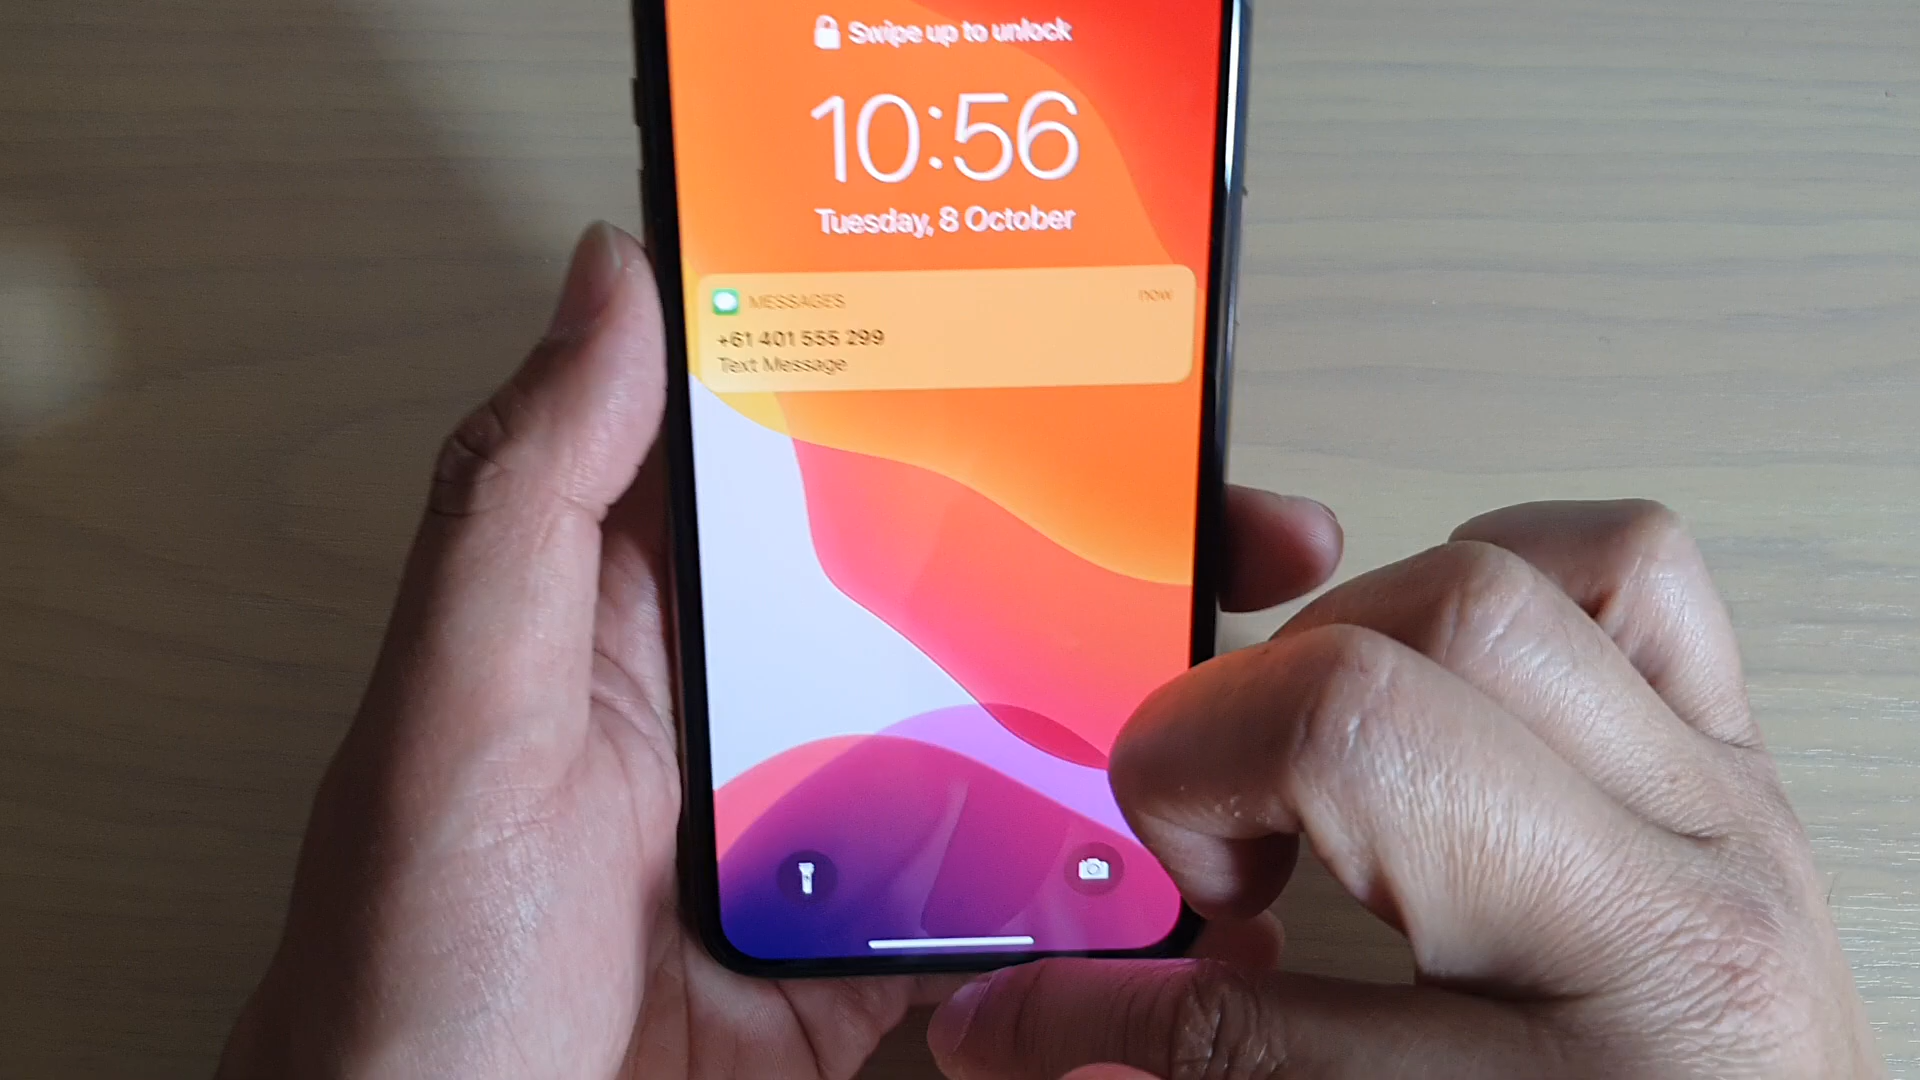 Swipe up to unlock
10:56
Tuesday, 8 October
MESSAGES now
+61 401 555 299
Text Message